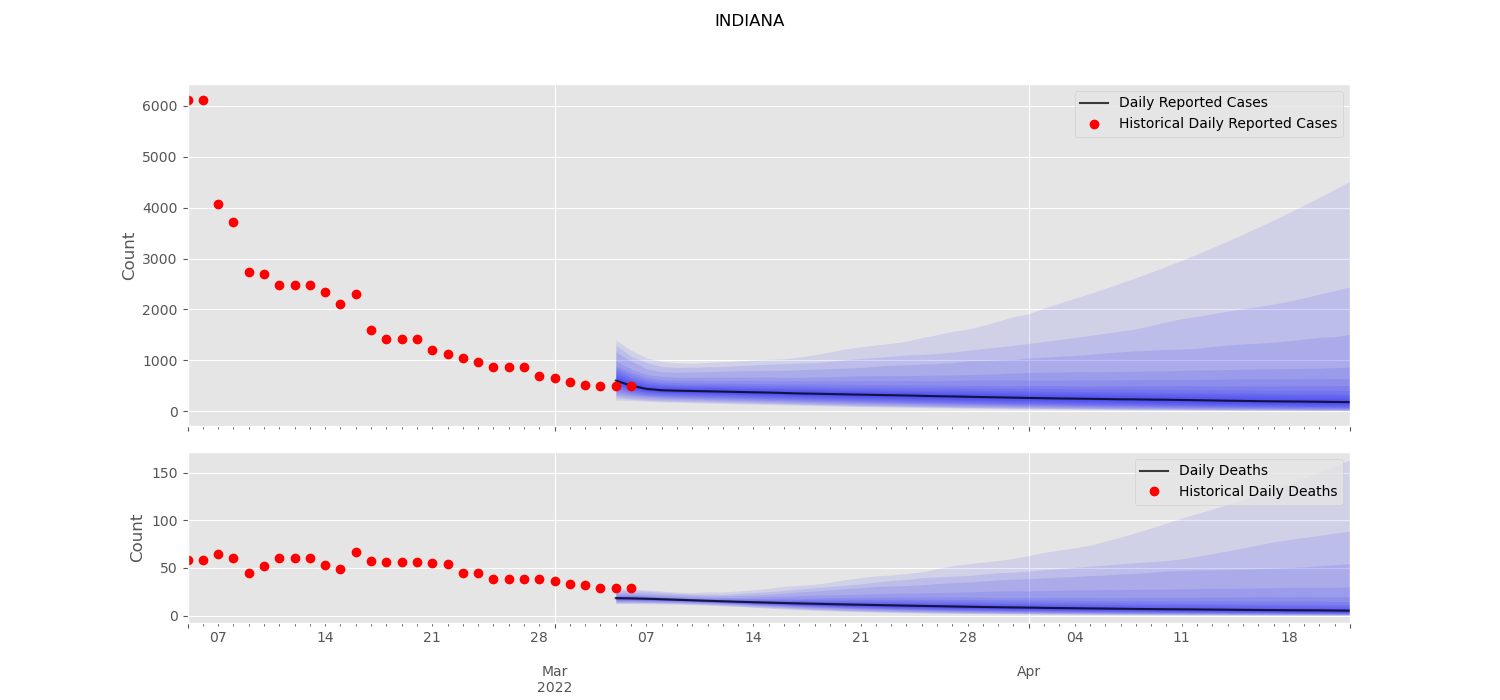 INDIANA
6000
5000
4000
3000
2000
1000
0
Count
Daily Reported Cases
Historical Daily Reported Cases
150
100
50
0
Count
Daily Deaths
Historical Daily Deaths
07 14 21 28 07 14 21 28 04 11 18
Mar Apr
2022